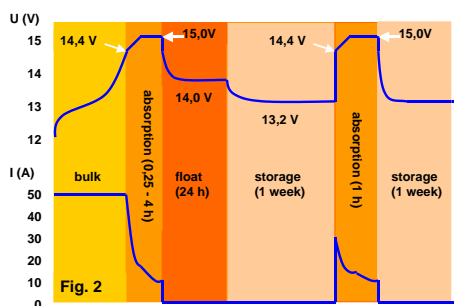 U (V)
15
14
13
12
14,4 V
15,0V
14,0 V
13,2 V
14,4 V
15,0V
absorption (0,25 - 4 h)
absorption (1 h)
I (A)
50
40
30
20
10
0
bulk
float
(24 h)
storage
(1 week)
storage
(1 week)
Fig. 2